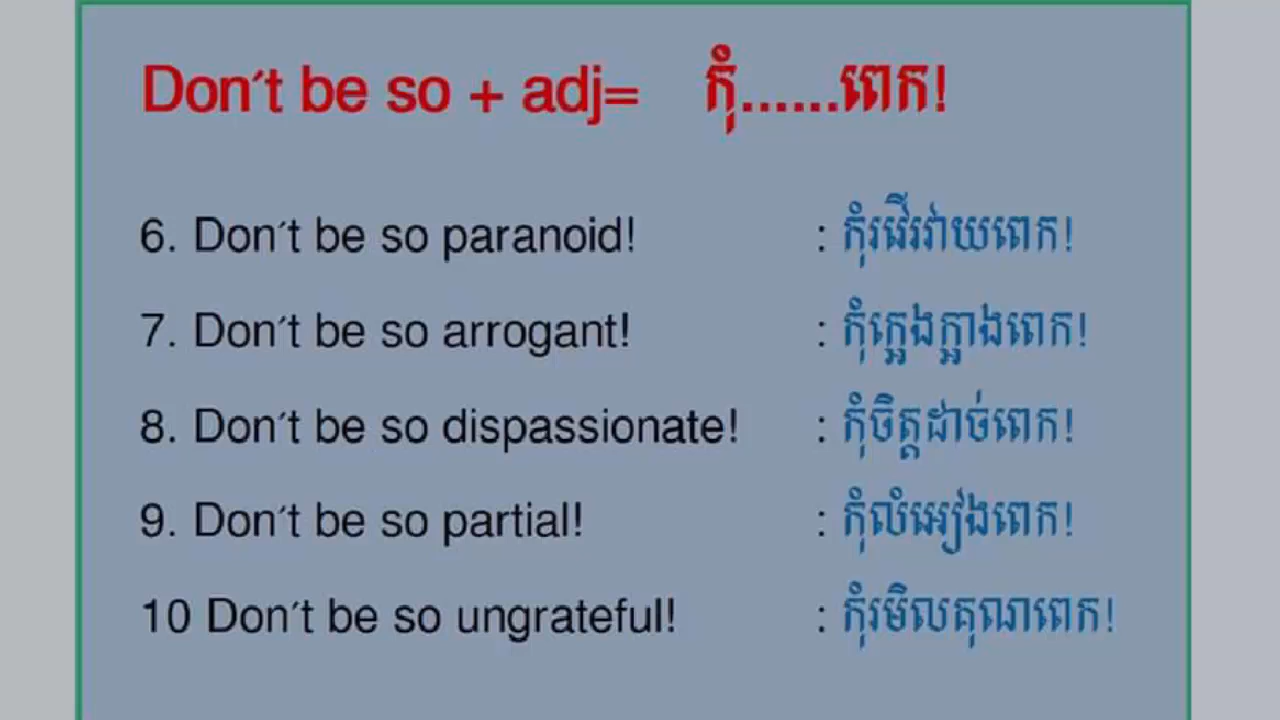 Don´t be so + adj= កុំ......ពេក!
6. Don´t be so paranoid! : កុំរវើរវាយពេក!
7. Don´t be so arrogant! : កុំក្អេងក្អាងពេក!
8. Don´t be so dispassionate! : កុំចិត្តដាច់ពេក!
9. Don´t be so partial! : កុំលំអៀងពេក!
10 Don´t be so ungrateful! : កុំរមិលគុណពេក!